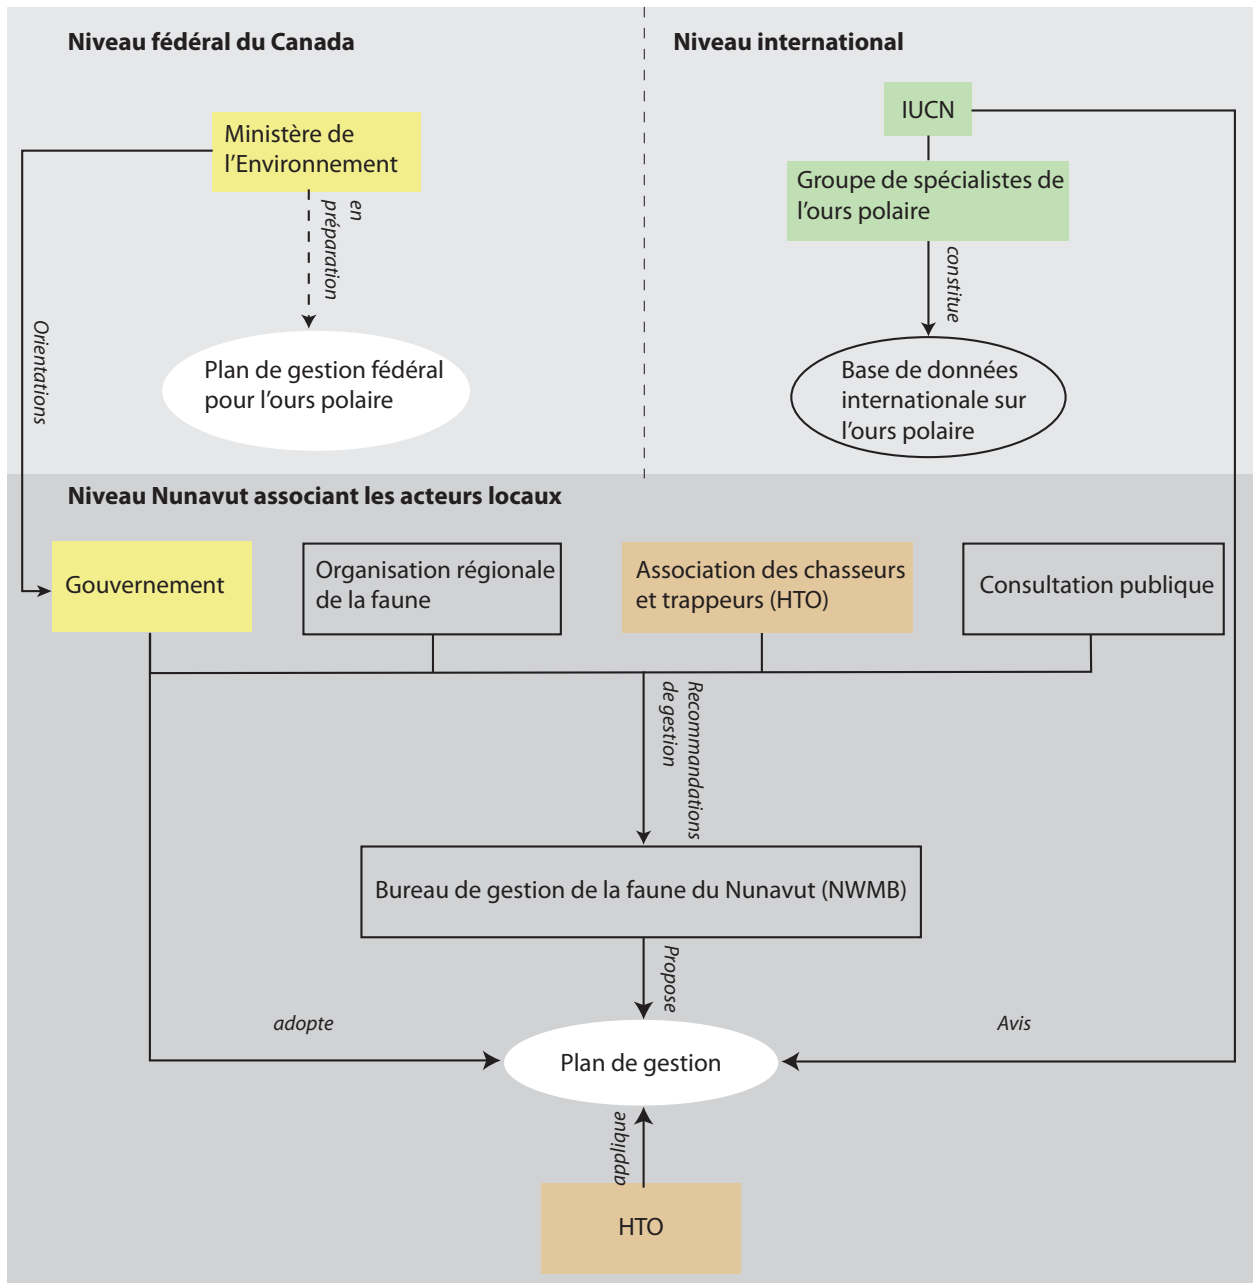 Niveau fédéral du Canada
Niveau international
Ministère de
l'Environnement
IUCN
Groupe de spécialistes de
l'ours polaire
en
préparation
constitue
Orientations
Plan de gestion fédéral
pour l'ours polaire
Base de données
internationale sur
l'ours polaire
Niveau Nunavut associant les acteurs locaux
Gouvernement
Organisation régionale
de la faune
Association des chasseurs
et trappeurs (HTO)
Consultation publique
Recommandations
de gestion
Bureau de gestion de la faune du Nunavut (NWMB)
Propose
adopte
Avis
Plan de gestion
applique
HTO